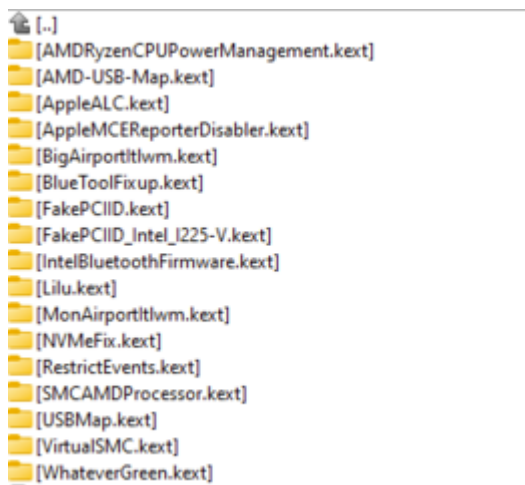 [..]
[AMDRyzenCPUPowerManagement.kext]
[AMD-USB-Map.kext]
[AppleALC.kext]
[AppleMCEReporterDisabler.kext]
[BigAirportItlwm.kext]
[BlueToolFixup.kext]
[FakePCIID.kext]
[FakePCIID_Intel_I225-V.kext]
[IntelBluetoothFirmware.kext]
[Lilu.kext]
[MonAirportItlwm.kext]
[NVMeFix.kext]
[RestrictEvents.kext]
[SMCAMDProcessor.kext]
[USBMap.kext]
[VirtualSMC.kext]
[WhateverGreen.kext]